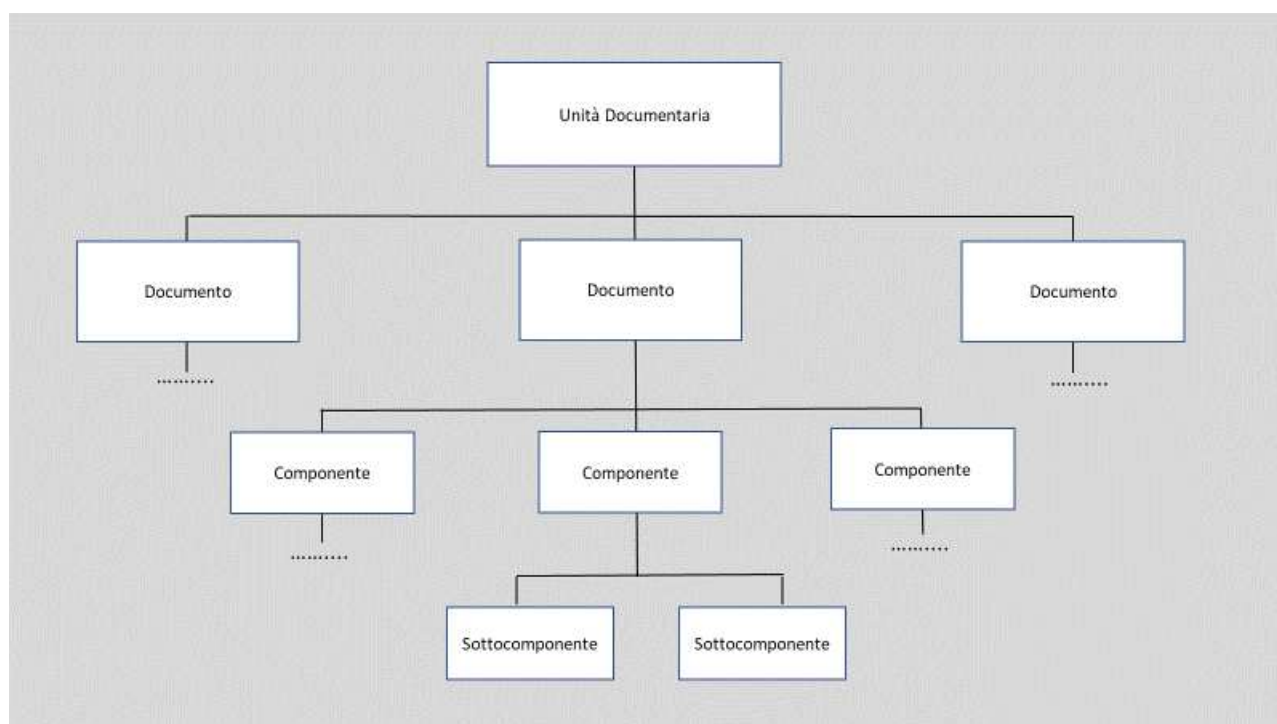 Unità Documentaria
Documento
Documento
Documento
..........
..........
Componente
Componente
Componente
..........
..........
Sottocomponente
Sottocomponente